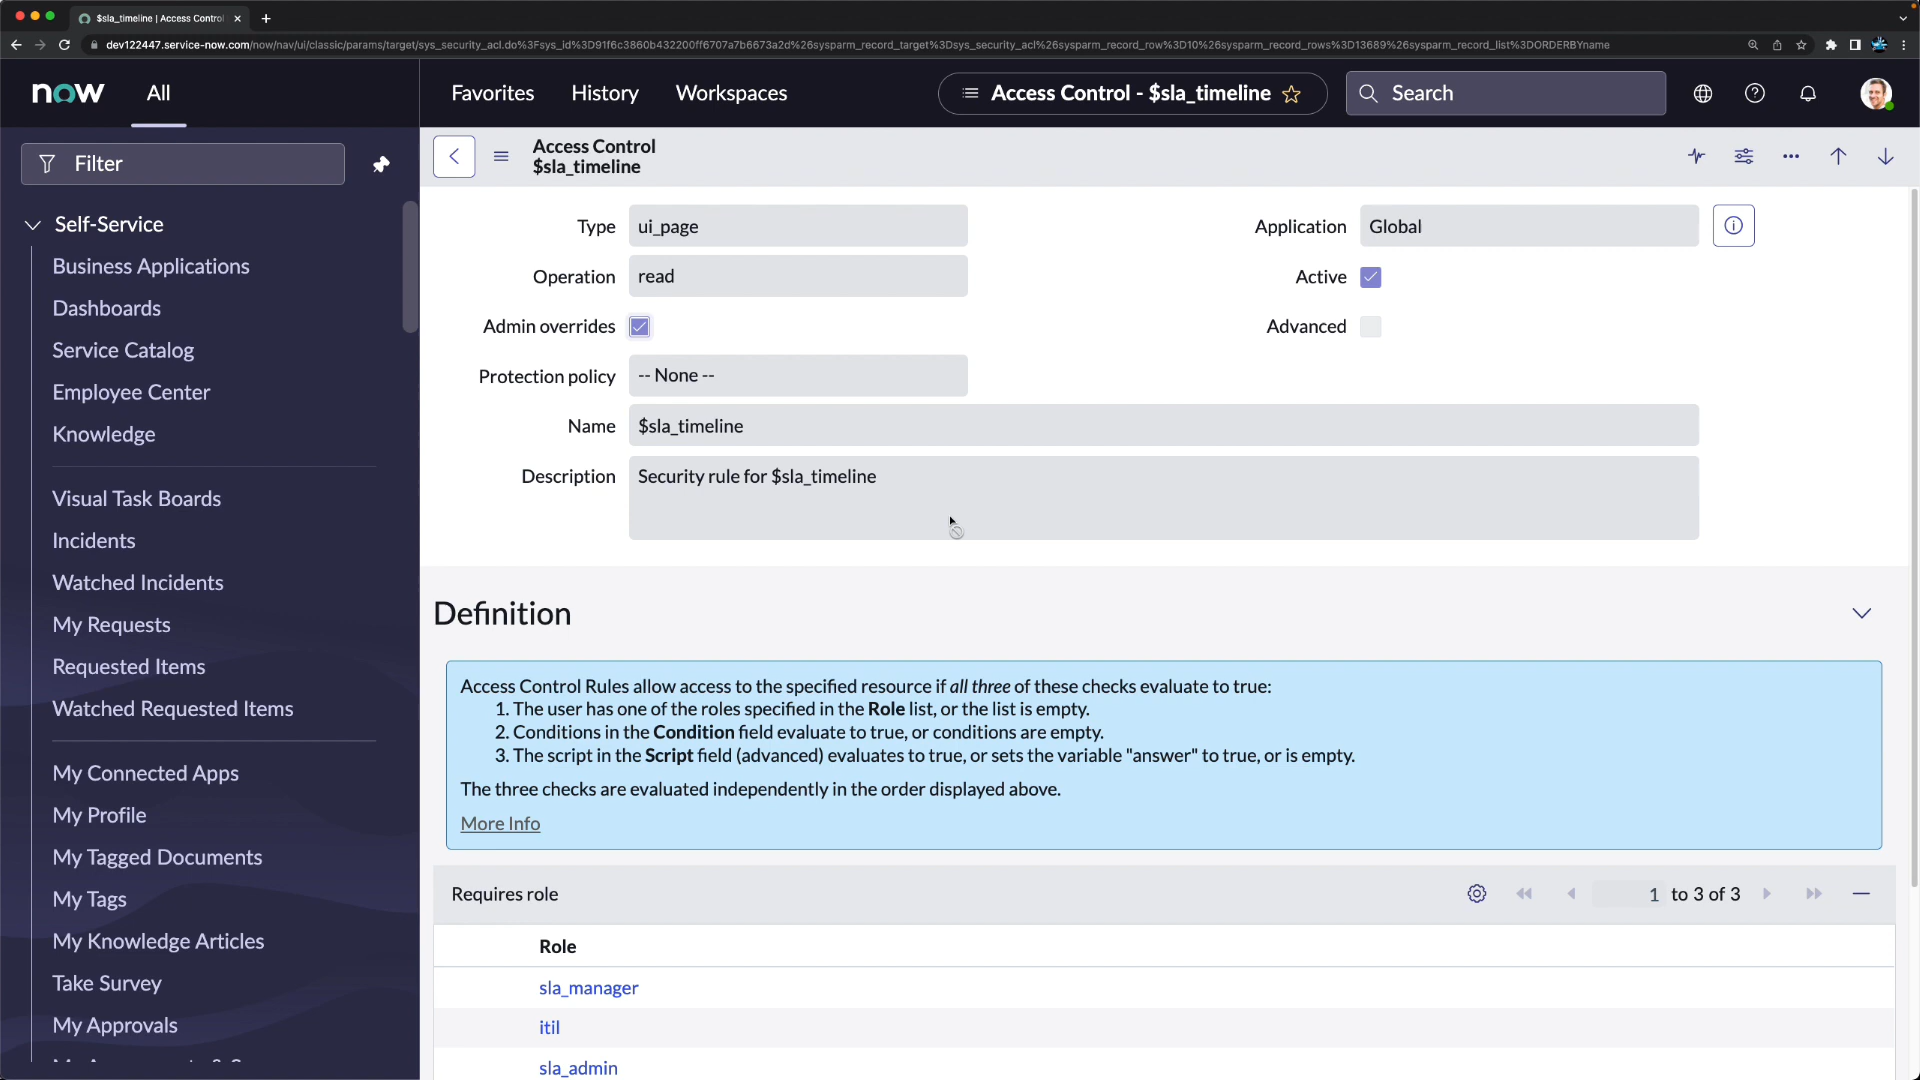 $sla_timeline | Access Control
dev122447.service-now.com/now/nav/ui/classic/params/target/sys_security_acl.do%3Fsys_id%3D91f6c3860b432200ff6707a7b6673a2d%26sysparm_record_target%3Dsys_security_acl%26sysparm_record_row%3D10%26sysparm_record_rows%3D13689%26sysparm_record_list%3DORDERBYname
now
All
Favorites
History
Workspaces
Access Control - $sla_timeline
Search
Filter
Access Control
$sla_timeline
Self-Service
Business Applications
Dashboards
Service Catalog
Employee Center
Knowledge
Visual Task Boards
Incidents
Watched Incidents
My Requests
Requested Items
Watched Requested Items
My Connected Apps
My Profile
My Tagged Documents
My Tags
My Knowledge Articles
Take Survey
My Approvals
Type ui_page
Application Global
Operation read
Active
Admin overrides
Advanced
Protection policy -- None --
Name $sla_timeline
Description Security rule for $sla_timeline
Definition
Access Control Rules allow access to the specified resource if all three of these checks evaluate to true:
1. The user has one of the roles specified in the Role list, or the list is empty.
2. Conditions in the Condition field evaluate to true, or conditions are empty.
3. The script in the Script field (advanced) evaluates to true, or sets the variable "answer" to true, or is empty.
The three checks are evaluated independently in the order displayed above.
More Info
Requires role
1 to 3 of 3
Role
sla_manager
itil
sla_admin